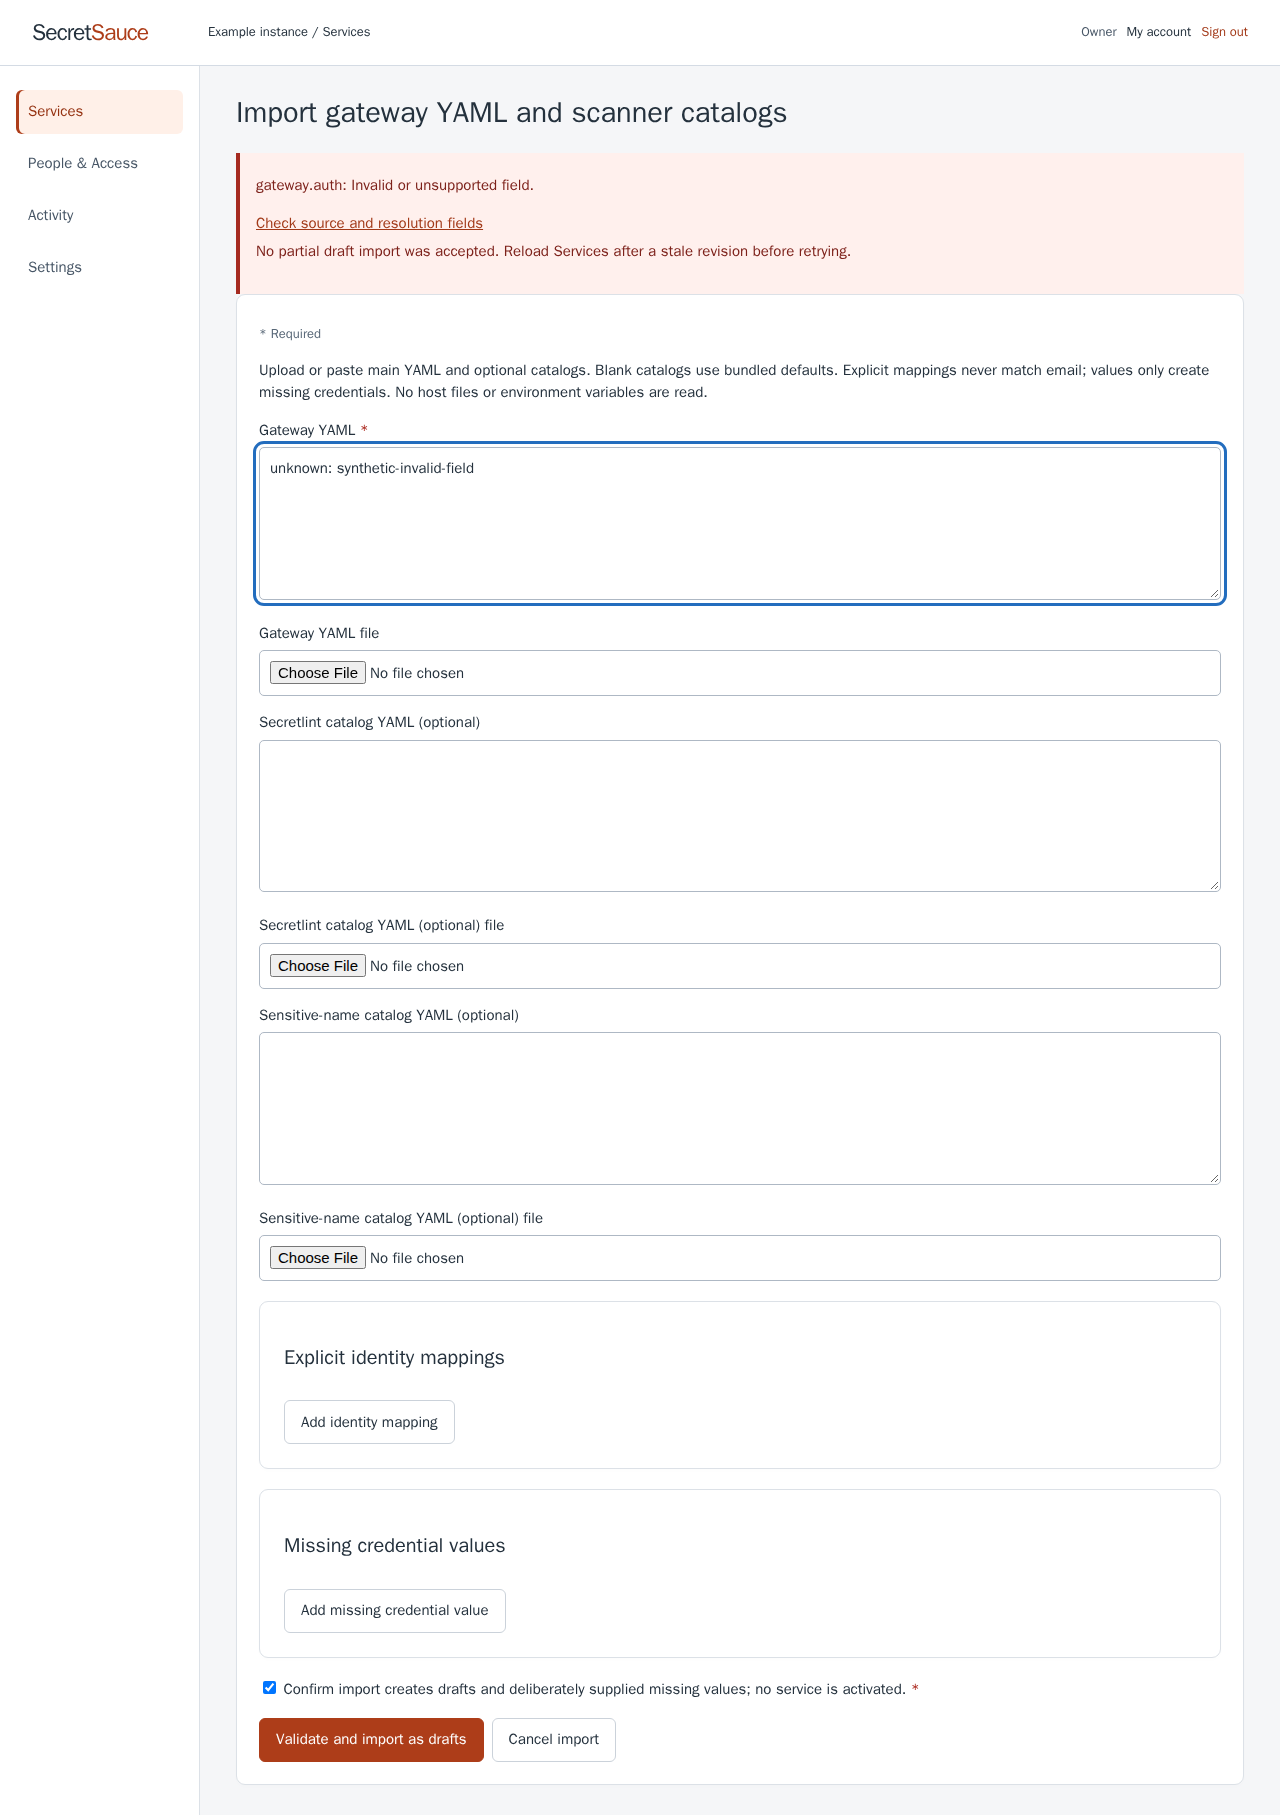 SecretSauce
Example instance / Services
Owner My account Sign out
Services
People & Access
Activity
Settings
Import gateway YAML and scanner catalogs
gateway.auth: Invalid or unsupported field.
Check source and resolution fields
No partial draft import was accepted. Reload Services after a stale revision before retrying.
* Required
Upload or paste main YAML and optional catalogs. Blank catalogs use bundled defaults. Explicit mappings never match email; values only create
missing credentials. No host files or environment variables are read.
Gateway YAML *
unknown: synthetic-invalid-field
Gateway YAML file
Choose File No file chosen
Secretlint catalog YAML (optional)
Secretlint catalog YAML (optional) file
Choose File No file chosen
Sensitive-name catalog YAML (optional)
Sensitive-name catalog YAML (optional) file
Choose File No file chosen
Explicit identity mappings
Add identity mapping
Missing credential values
Add missing credential value
Confirm import creates drafts and deliberately supplied missing values; no service is activated. *
Validate and import as drafts
Cancel import